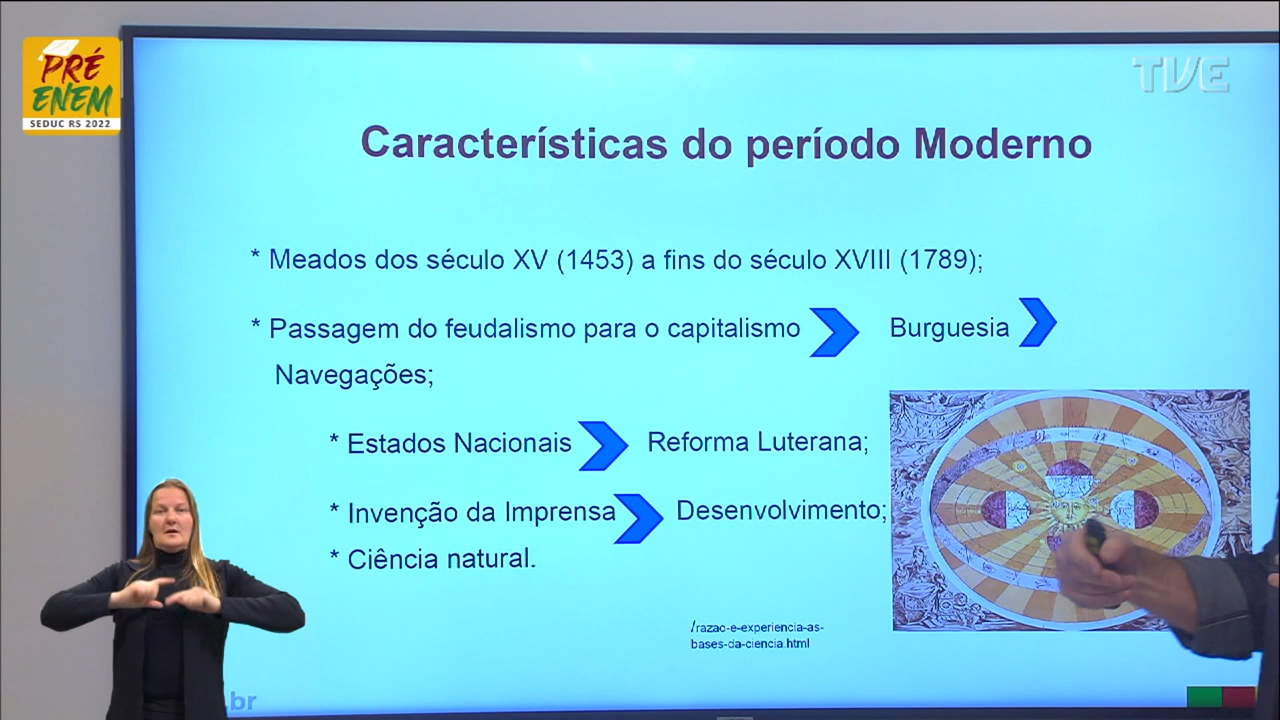 PRÉ
ENEM
SEDUC RS 2022
TVE
Características do período Moderno
* Meados dos século XV (1453) a fins do século XVIII (1789);
* Passagem do feudalismo para o capitalismo Burguesia
Navegações;
* Estados Nacionais Reforma Luterana;
* Invenção da Imprensa Desenvolvimento;
* Ciência natural.
/razao-e-experiencia-as-
bases-da-ciencia.html
.br